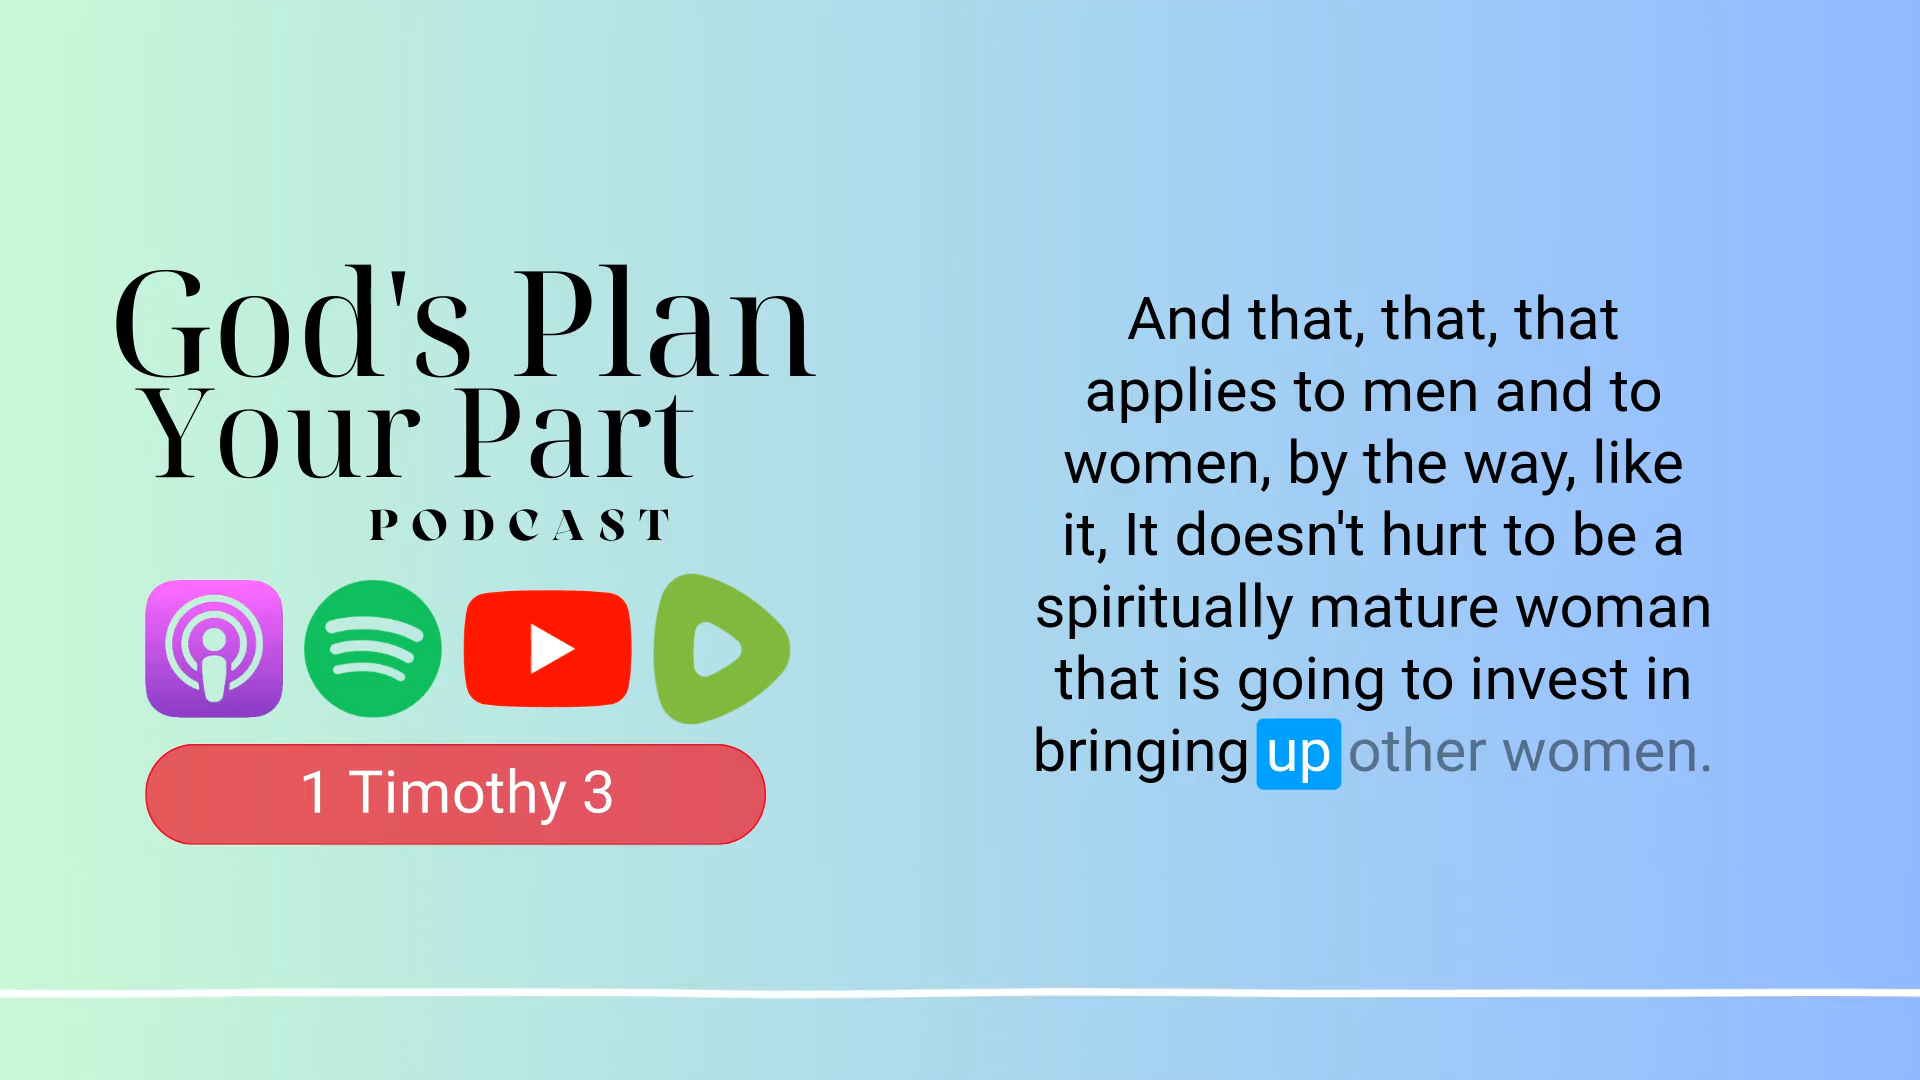 God's Plan
Your Part
PODCAST
1 Timothy 3
And that, that, that
applies to men and to
women, by the way, like
it, It doesn't hurt to be a
spiritually mature woman
that is going to invest in
bringing up other women.